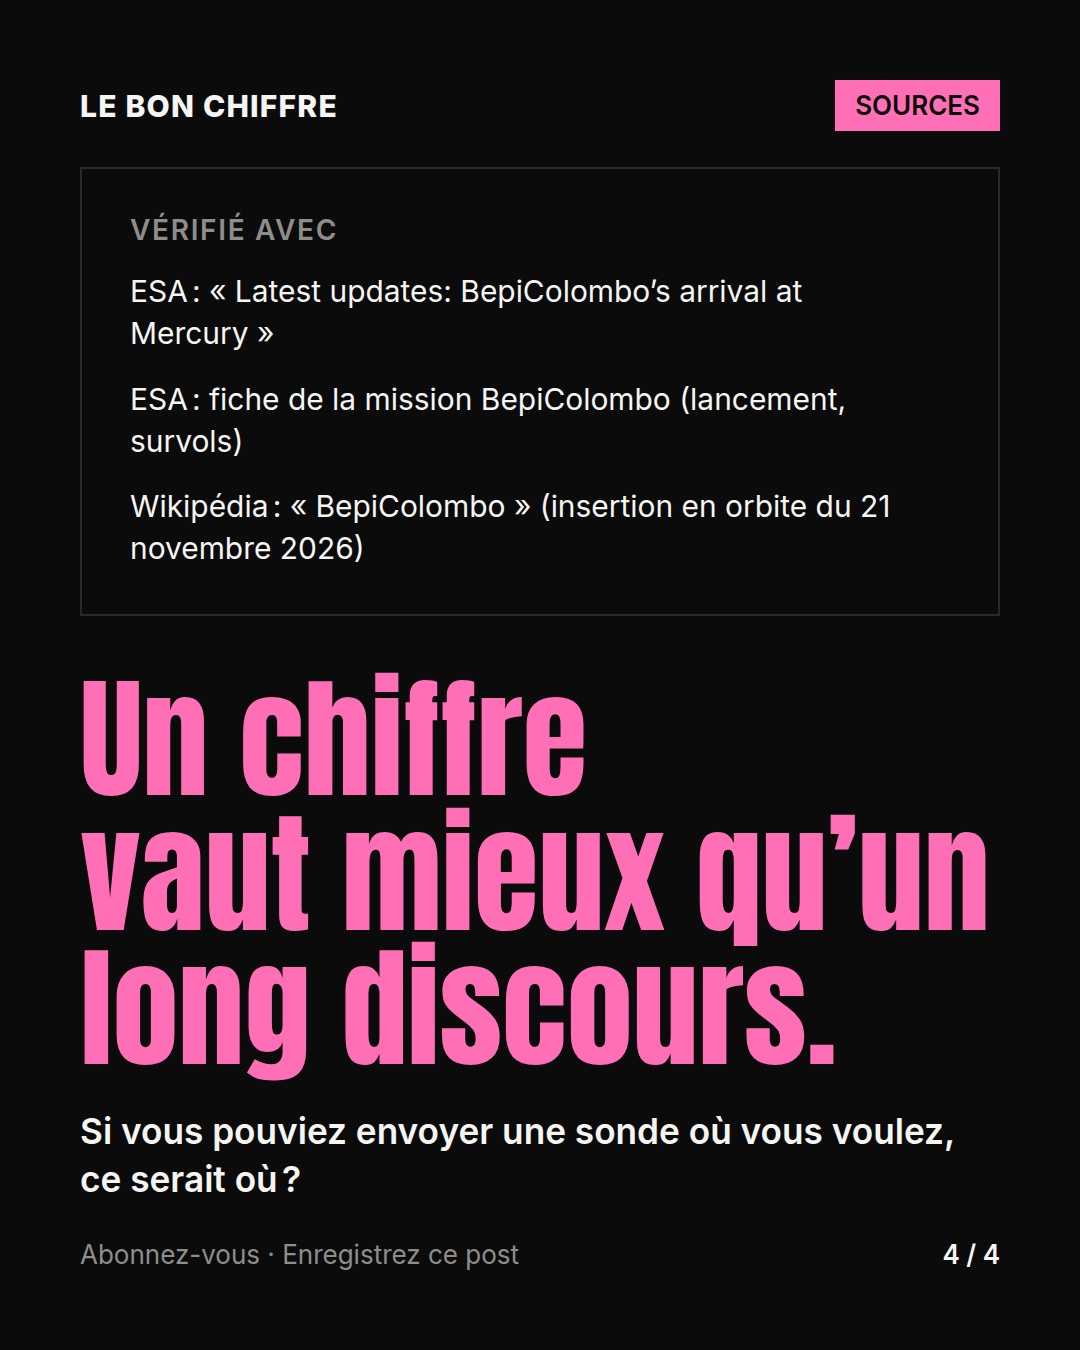 LE BON CHIFFRE
SOURCES
VÉRIFIÉ AVEC
ESA : « Latest updates: BepiColombo’s arrival at
Mercury »
ESA : fiche de la mission BepiColombo (lancement,
survols)
Wikipédia : « BepiColombo » (insertion en orbite du 21
novembre 2026)
Un chiffre
vaut mieux qu’un
long discours.
Si vous pouviez envoyer une sonde où vous voulez,
ce serait où ?
Abonnez-vous · Enregistrez ce post
4 / 4